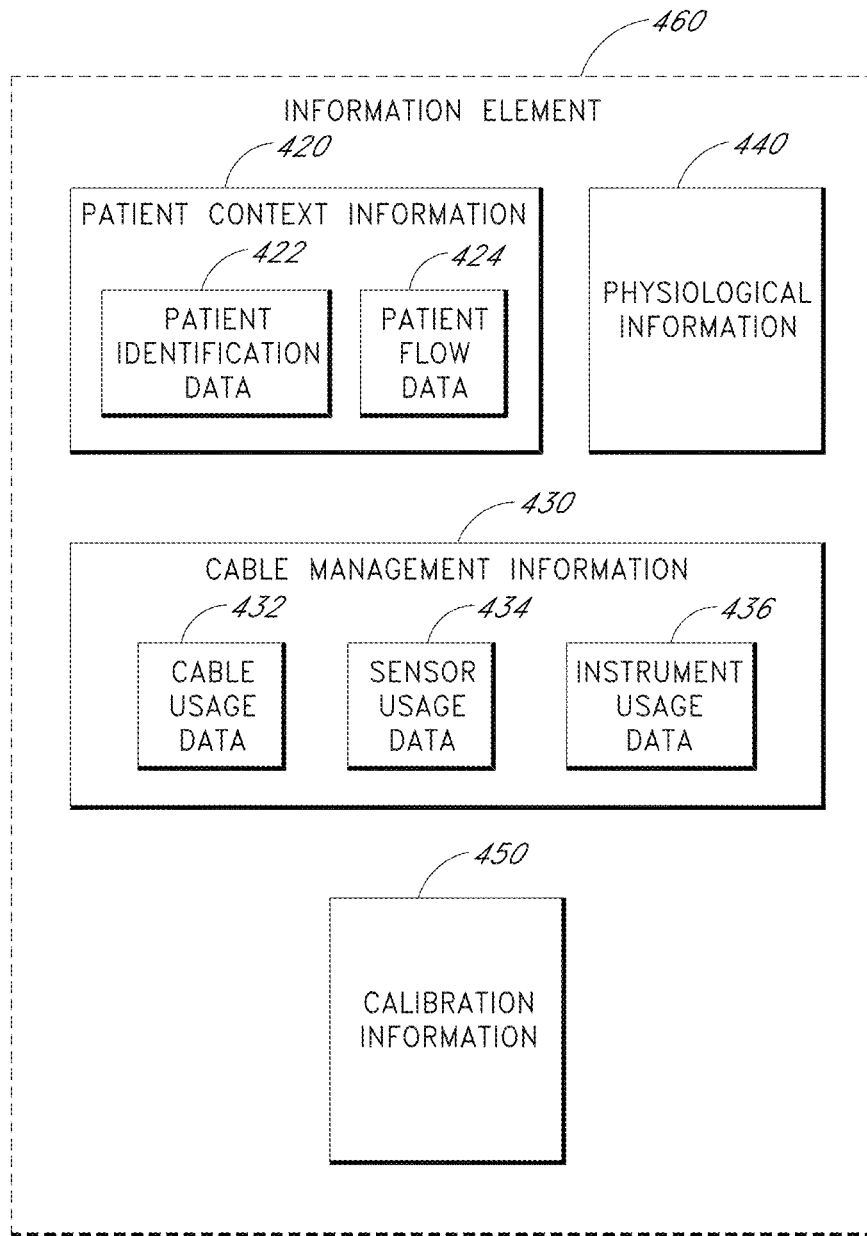 460
INFORMATION ELEMENT
420
440
PATIENT CONTEXT INFORMATION
422
424
PATIENT
IDENTIFICATION
DATA
PATIENT
FLOW
DATA
PHYSIOLOGICAL
INFORMATION
430
CABLE MANAGEMENT INFORMATION
432
434
436
CABLE
USAGE
DATA
SENSOR
USAGE
DATA
INSTRUMENT
USAGE
DATA
450
CALIBRATION
INFORMATION